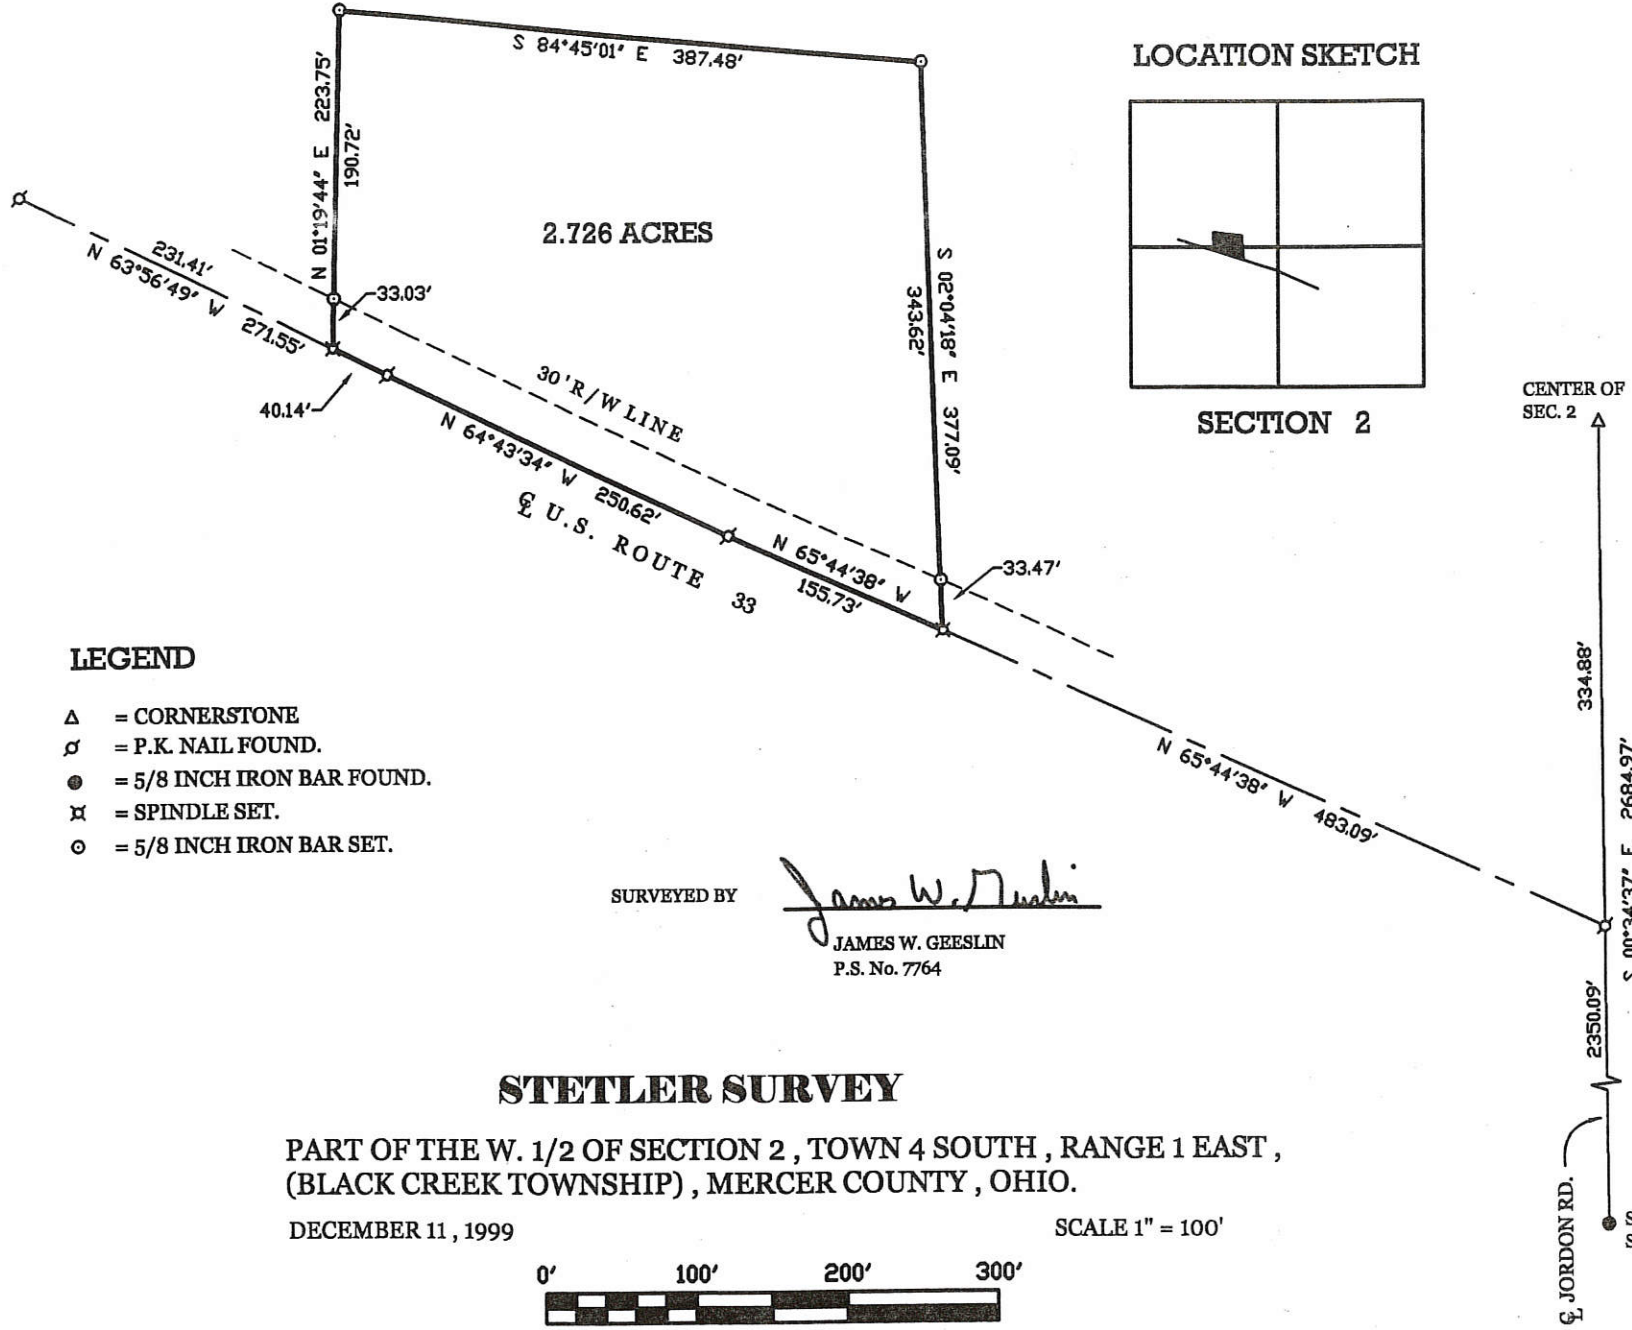 S 84°45'01" E 387.48'
N 01°19'44" E 223.75'
190.72'
2.726 ACRES
LOCATION SKETCH
SECTION 2
CENTER OF
SEC. 2
231.41'
N 63°56'49" W 271.55'
33.03'
40.14'
30' R/W LINE
N 64°43'34" W 250.62'
℄ U.S. ROUTE 33
N 65°44'38" W
155.73'
S 02°04'18" E 377.09'
343.62'
33.47'
N 65°44'38" W 483.09'
334.88'
S 00°34'37" E 2684.97'
2350.09'
℄ JORDON RD.
S
S
LEGEND
△ = CORNERSTONE
= P.K. NAIL FOUND.
● = 5/8 INCH IRON BAR FOUND.
= SPINDLE SET.
⊙ = 5/8 INCH IRON BAR SET.
SURVEYED BY James W. Geeslin
JAMES W. GEESLIN
P.S. No. 7764
STETLER SURVEY
PART OF THE W. 1/2 OF SECTION 2 , TOWN 4 SOUTH , RANGE 1 EAST ,
(BLACK CREEK TOWNSHIP) , MERCER COUNTY , OHIO.
DECEMBER 11 , 1999
SCALE 1" = 100'
0' 100' 200' 300'